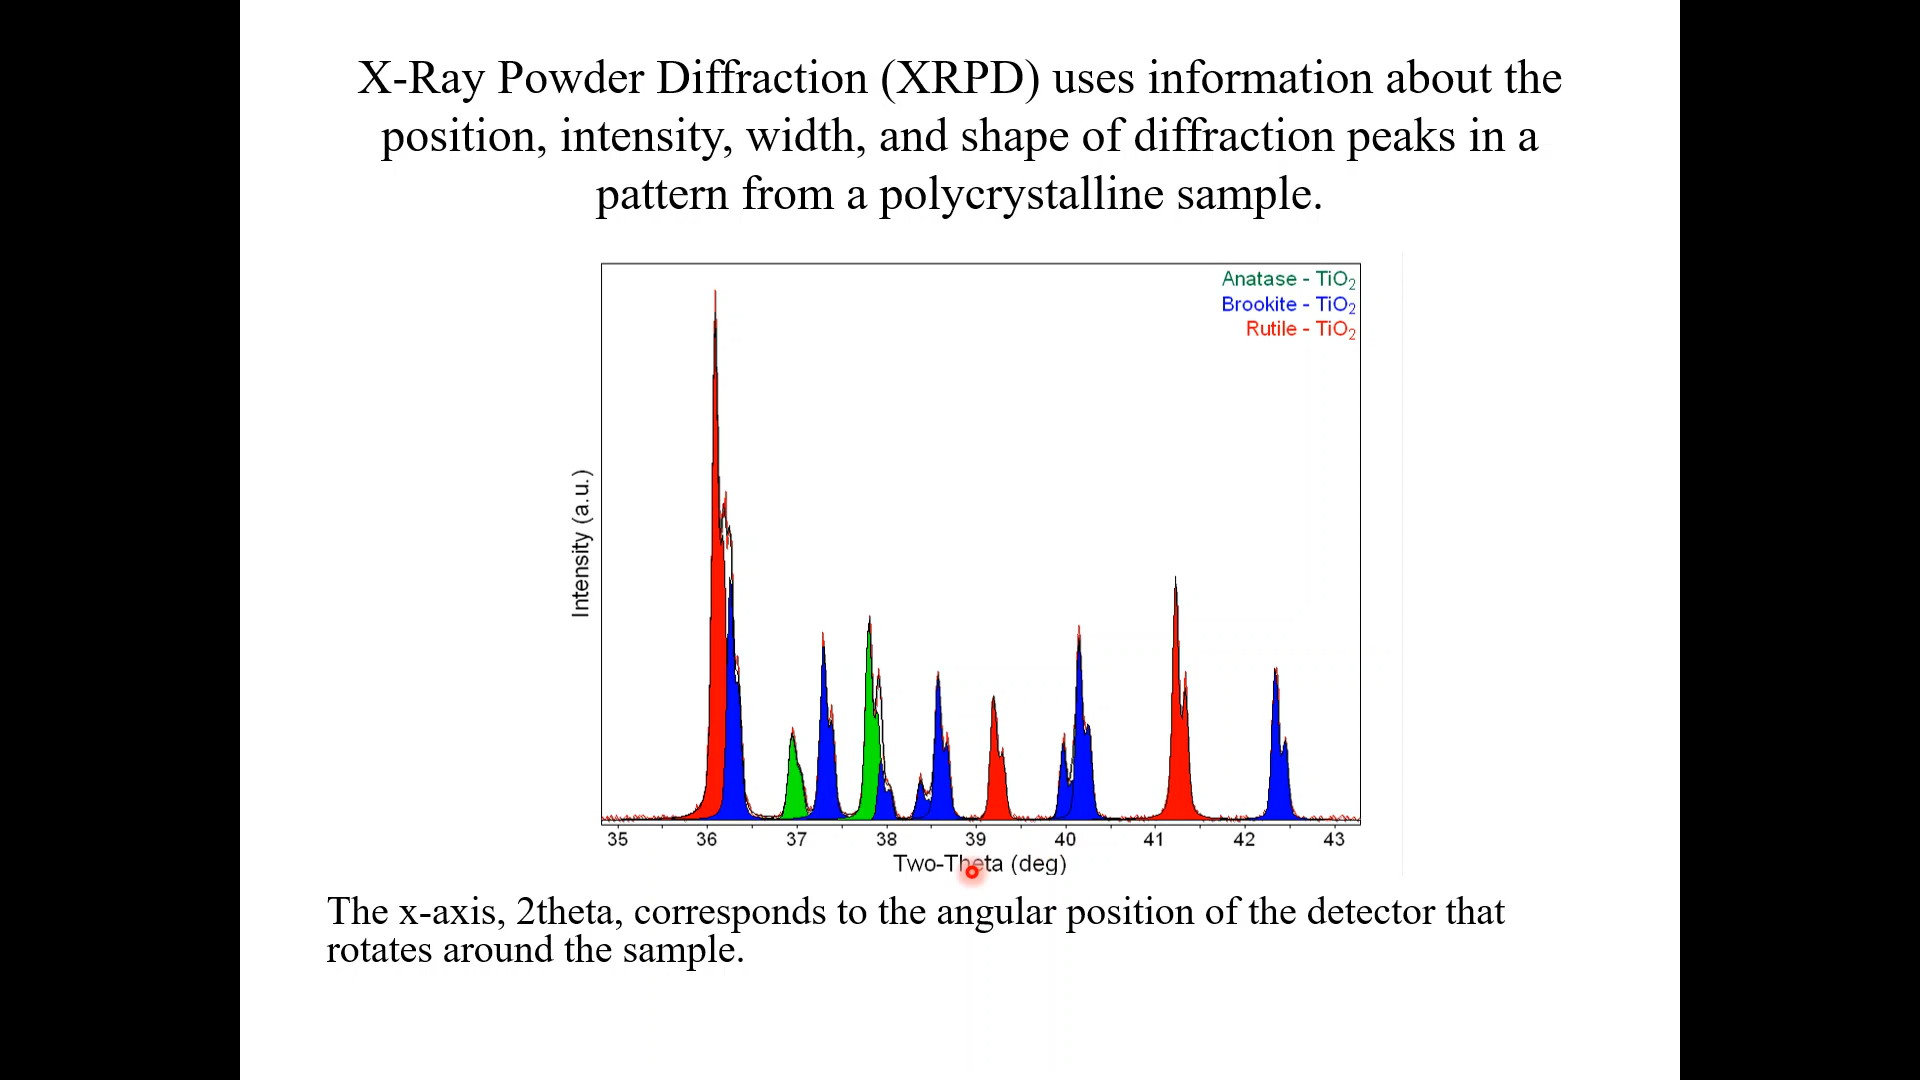 X-Ray Powder Diffraction (XRPD) uses information about the
position, intensity, width, and shape of diffraction peaks in a
pattern from a polycrystalline sample.
Anatase - TiO2
Brookite - TiO2
Rutile - TiO2
Intensity (a.u.)
35 36 37 38 39 40 41 42 43
Two-Theta (deg)
The x-axis, 2theta, corresponds to the angular position of the detector that
rotates around the sample.